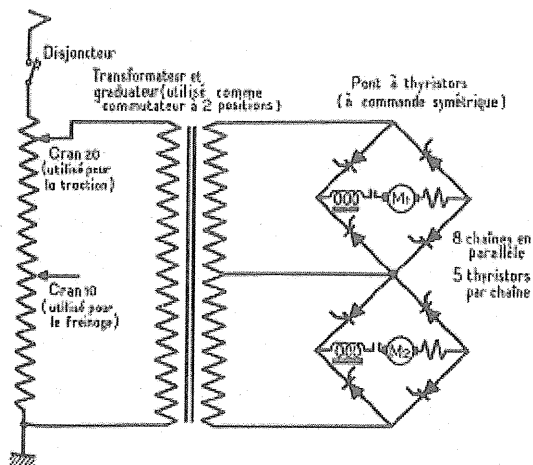 Disjoncteur
Transformateur et
graduateur (utilisé comme
commutateur à 2 positions)
Pont à thyristors
(à commande symétrique)
Cran 20
(utilisé pour
la traction)
M1
8 chaînes en
parallèle
5 thyristors
par chaîne
Cran 10
(utilisé pour
le freinage)
M2